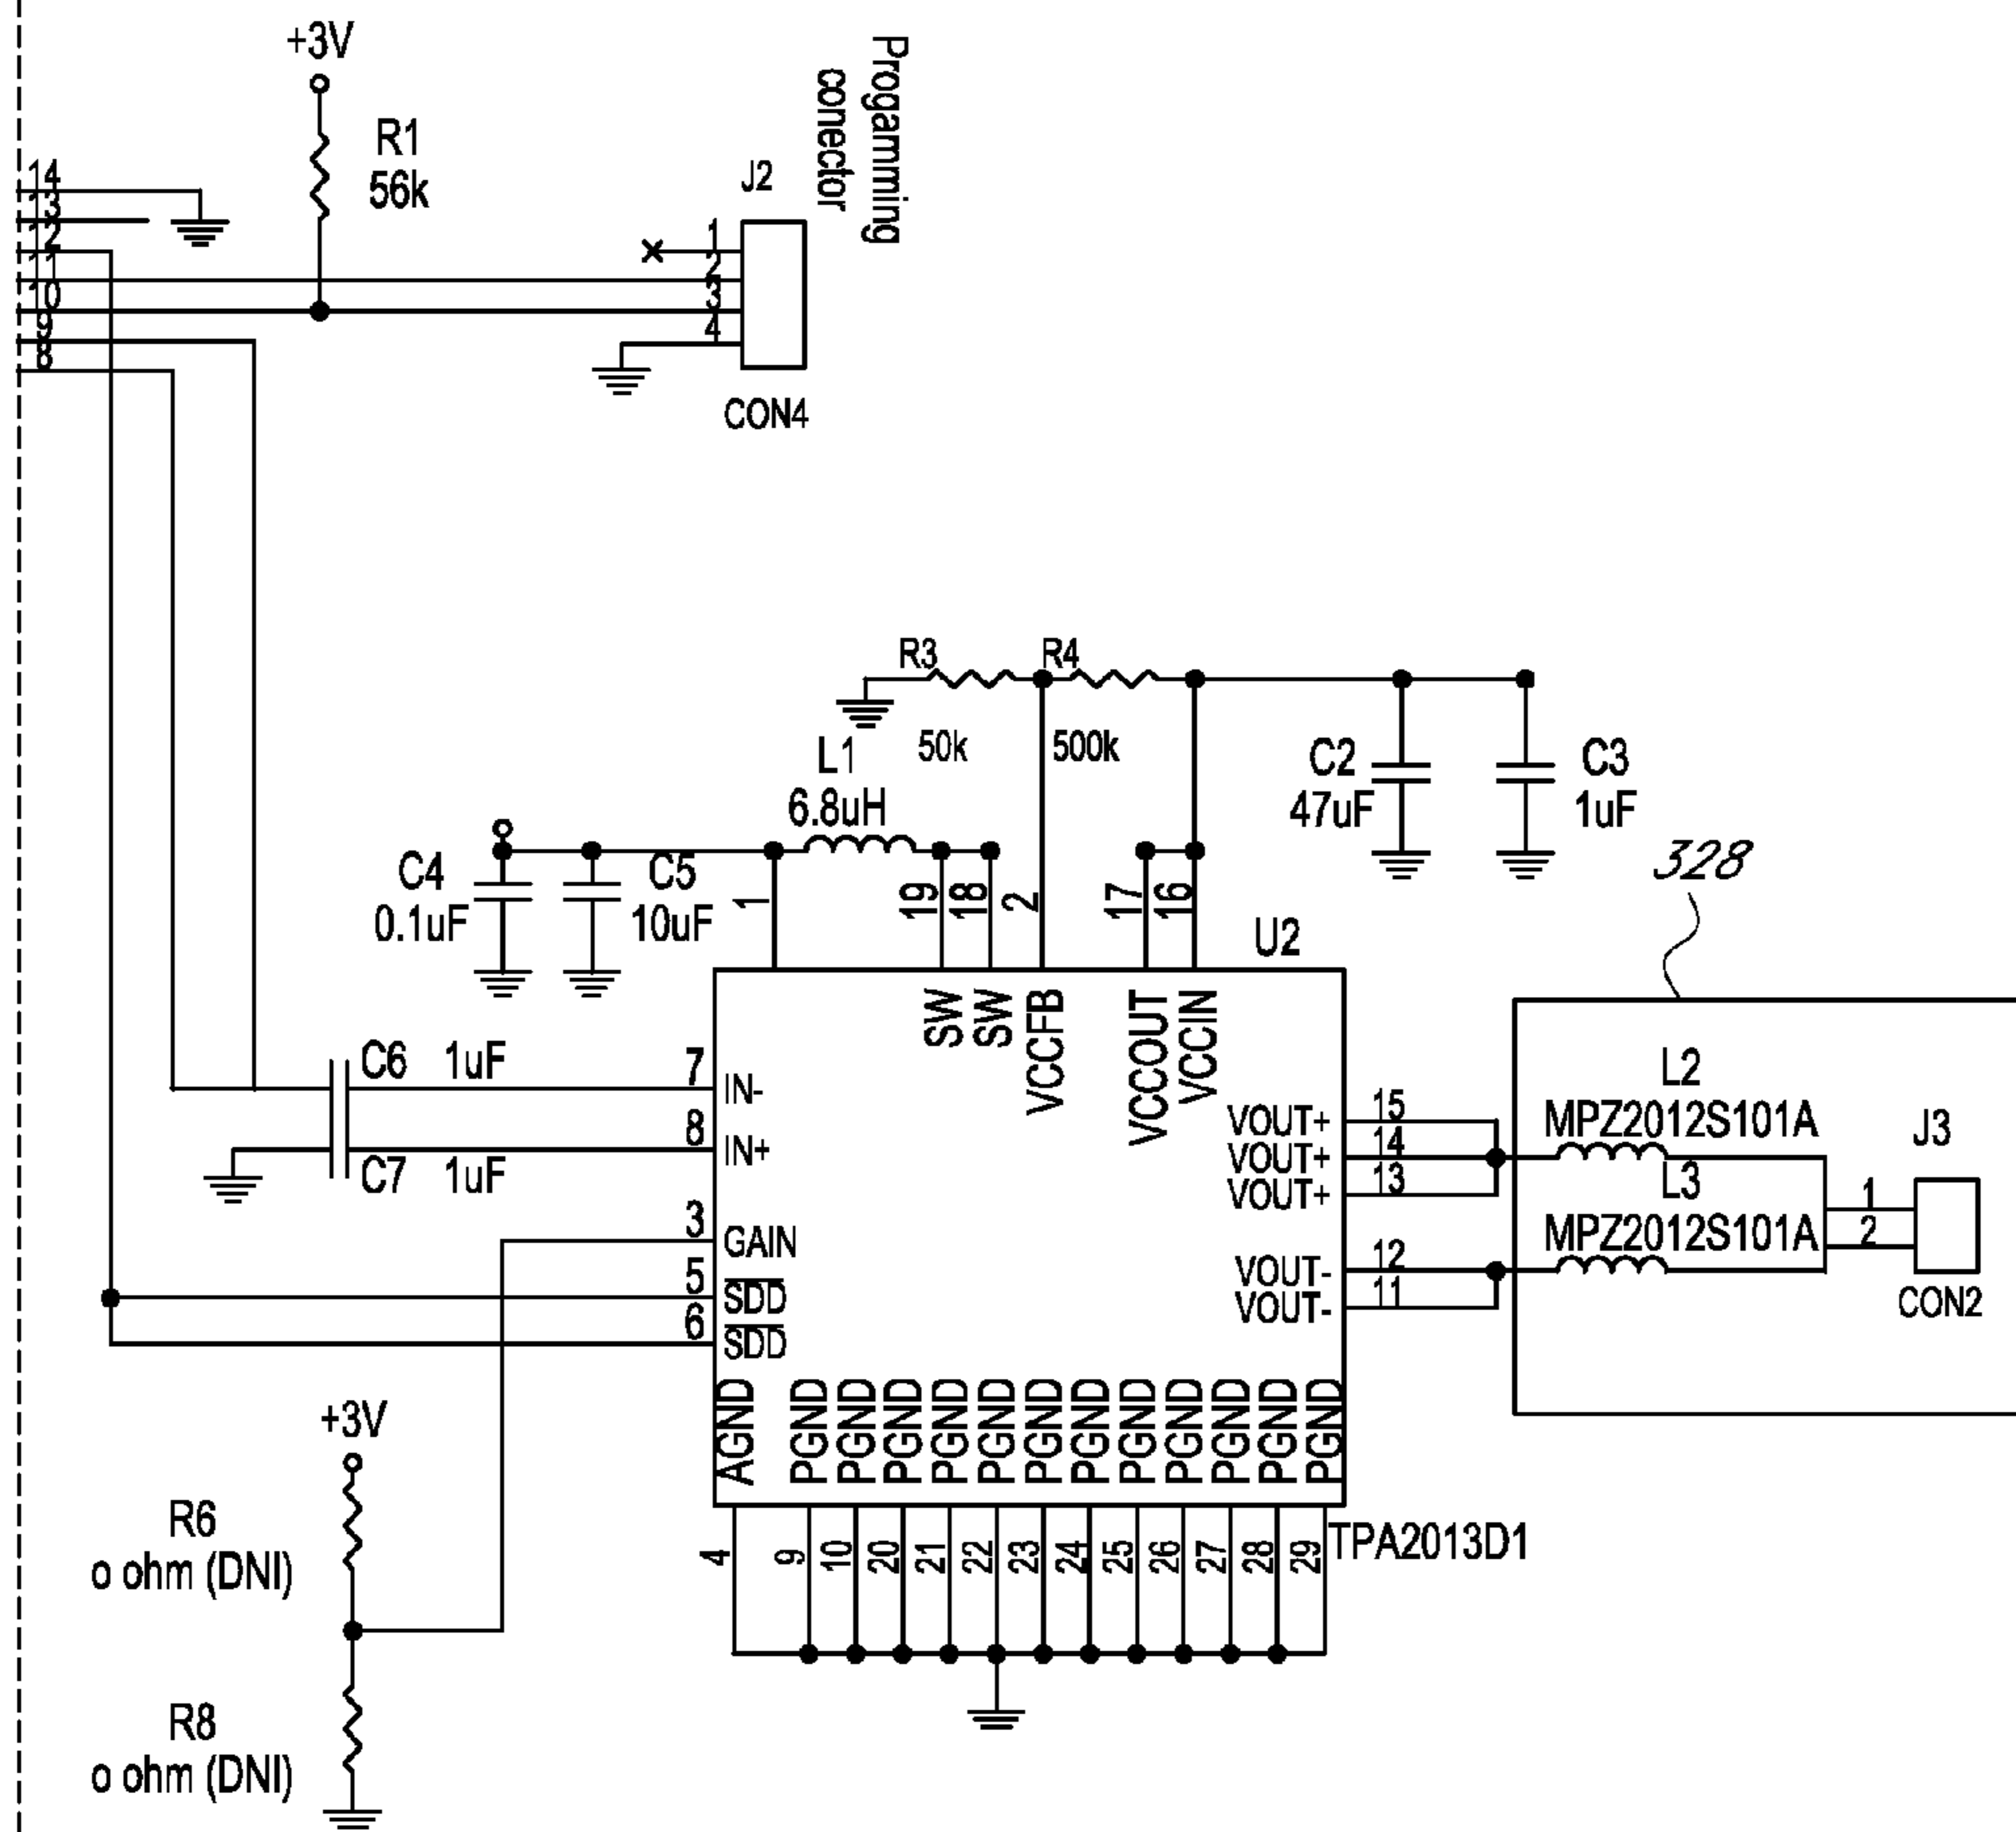 +3V
R1
56k
14
13
12
11
10
9
8
Progamming
conector
J2
1
2
3
4
CON4
R3
R4
50k
500k
L1
6.8uH
C2
47uF
C3
1uF
C4
0.1uF
C5
10uF
1
19
18
2
17
16
U2
328
SW
SW
VCCFB
VCCOUT
VCCIN
C6 1uF
7
IN-
8
IN+
C7 1uF
3
GAIN
5
SDD
6
SDD
VOUT+
15
VOUT+
14
VOUT+
13
VOUT-
12
VOUT-
11
L2
MPZ2012S101A
L3
MPZ2012S101A
J3
1
2
CON2
AGND
PGND
PGND
PGND
PGND
PGND
PGND
PGND
PGND
PGND
PGND
PGND
PGND
4
9
10
20
21
22
23
24
25
26
27
28
29
TPA2013D1
+3V
R6
o ohm (DNI)
R8
o ohm (DNI)